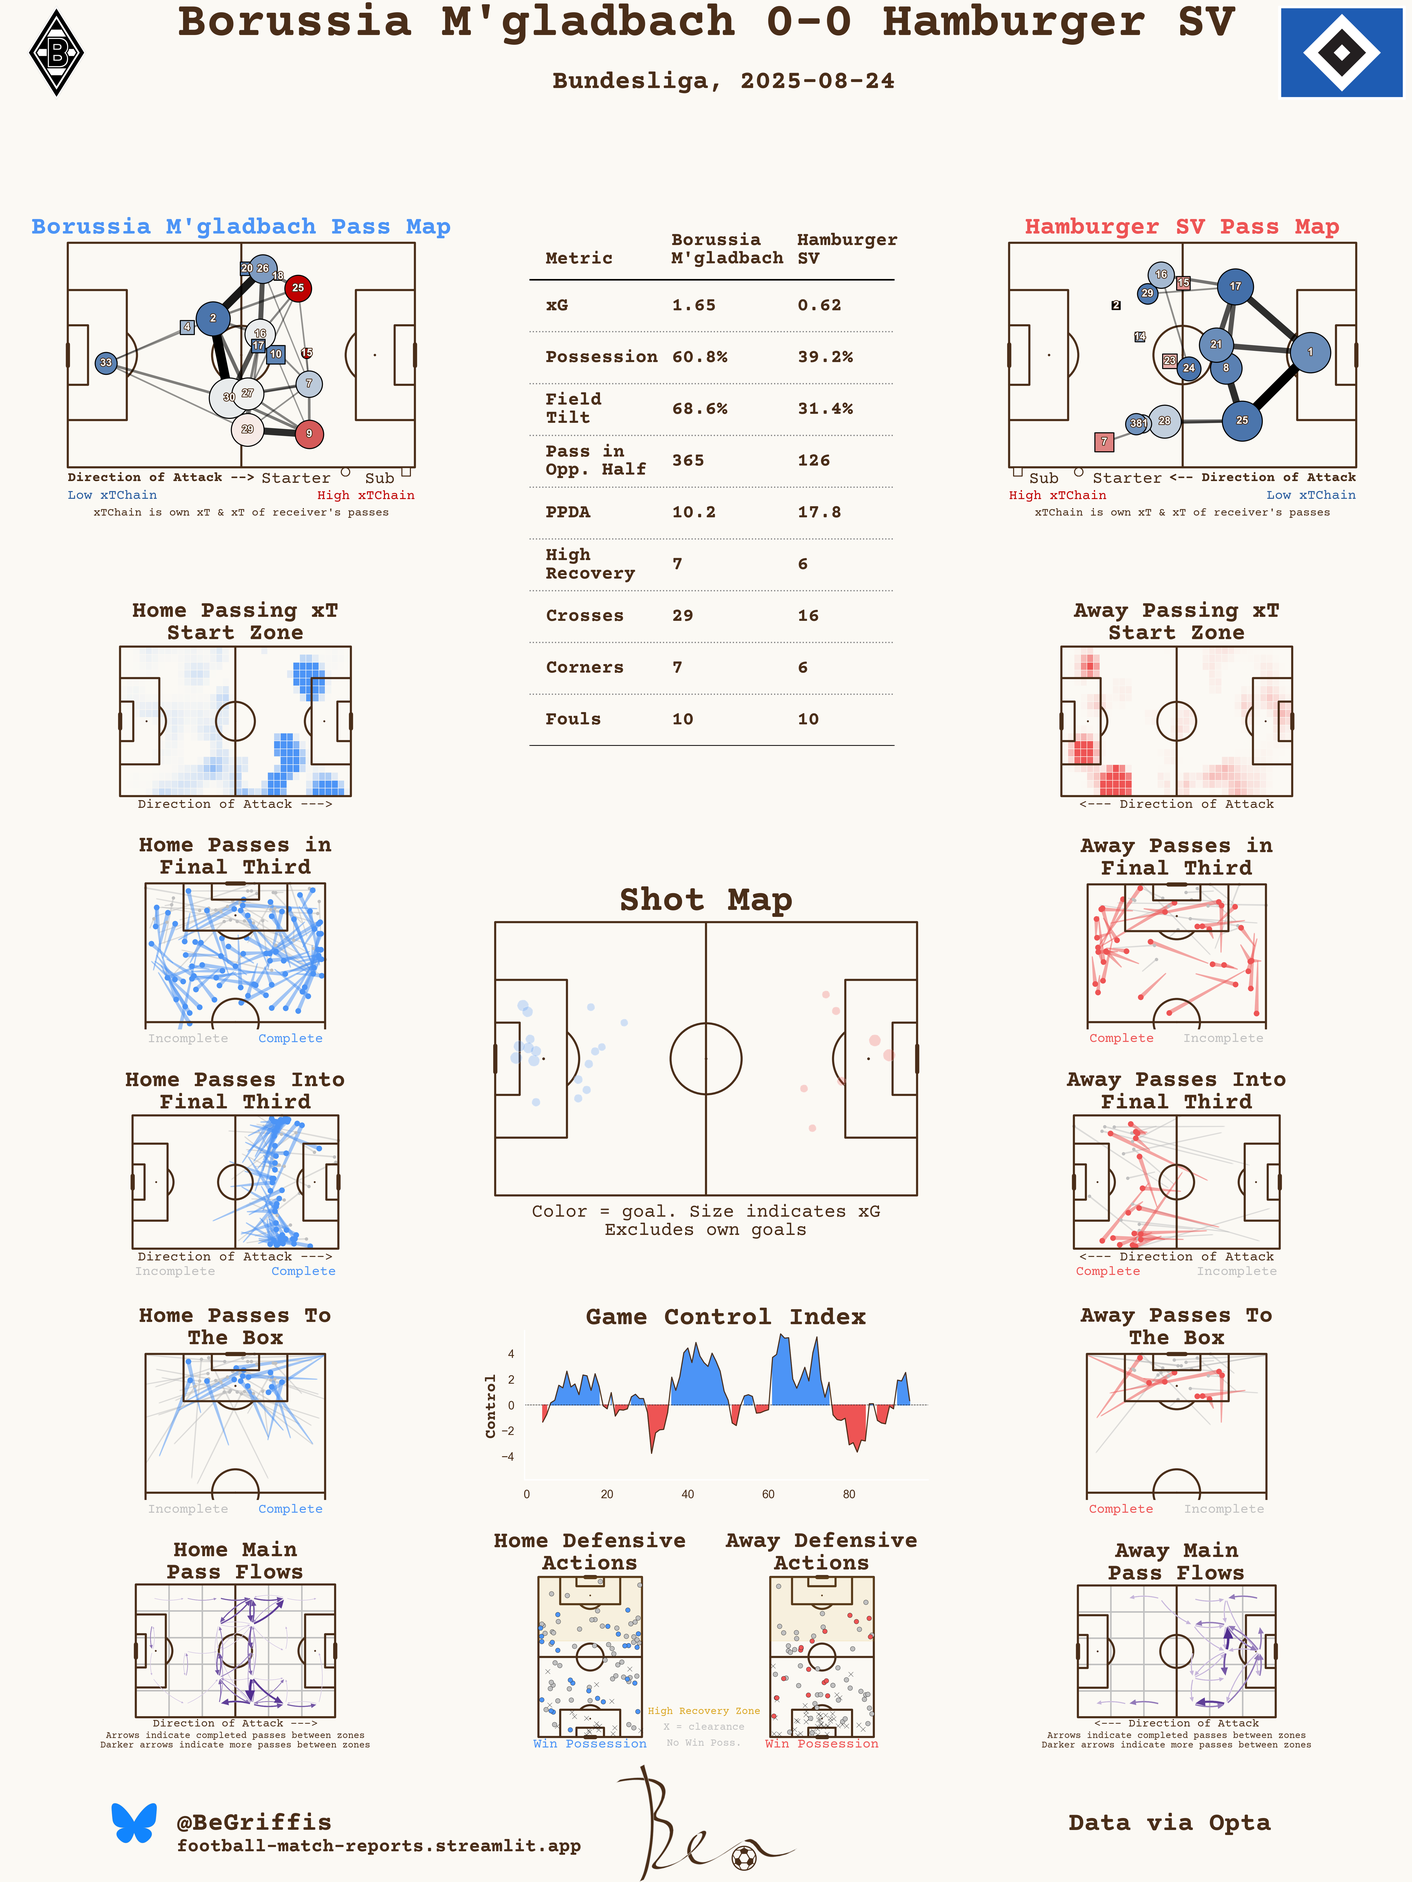 Borussia M'gladbach 0-0 Hamburger SV
Bundesliga, 2025-08-24
Borussia M'gladbach Pass Map
20 26 18 25 2 4 16 17 10 15 33 7 30 27 29 9
Direction of Attack --> Starter Sub
Low xTChain High xTChain
xTChain is own xT & xT of receiver's passes
Metric Borussia M'gladbach Hamburger SV
xG 1.65 0.62
Possession 60.8% 39.2%
Field Tilt 68.6% 31.4%
Pass in Opp. Half 365 126
PPDA 10.2 17.8
High Recovery 7 6
Crosses 29 16
Corners 7 6
Fouls 10 10
Hamburger SV Pass Map
16 15 17 29 2 14 21 1 23 24 8 38 28 25 7
Sub Starter <-- Direction of Attack
High xTChain Low xTChain
xTChain is own xT & xT of receiver's passes
Home Passing xT
Start Zone
Direction of Attack --->
Away Passing xT
Start Zone
<--- Direction of Attack
Home Passes in
Final Third
Incomplete Complete
Away Passes in
Final Third
Complete Incomplete
Shot Map
Color = goal. Size indicates xG
Excludes own goals
Home Passes Into
Final Third
Direction of Attack --->
Incomplete Complete
Away Passes Into
Final Third
<--- Direction of Attack
Complete Incomplete
Home Passes To
The Box
Incomplete Complete
Game Control Index
Control
4
2
0
−2
−4
0 20 40 60 80
Away Passes To
The Box
Complete Incomplete
Home Main
Pass Flows
Direction of Attack --->
Arrows indicate completed passes between zones
Darker arrows indicate more passes between zones
Home Defensive
Actions
Win Possession
Away Defensive
Actions
Win Possession
High Recovery Zone
X = clearance
No Win Poss.
Away Main
Pass Flows
<--- Direction of Attack
Arrows indicate completed passes between zones
Darker arrows indicate more passes between zones
@BeGriffis
football-match-reports.streamlit.app
Ben
Data via Opta